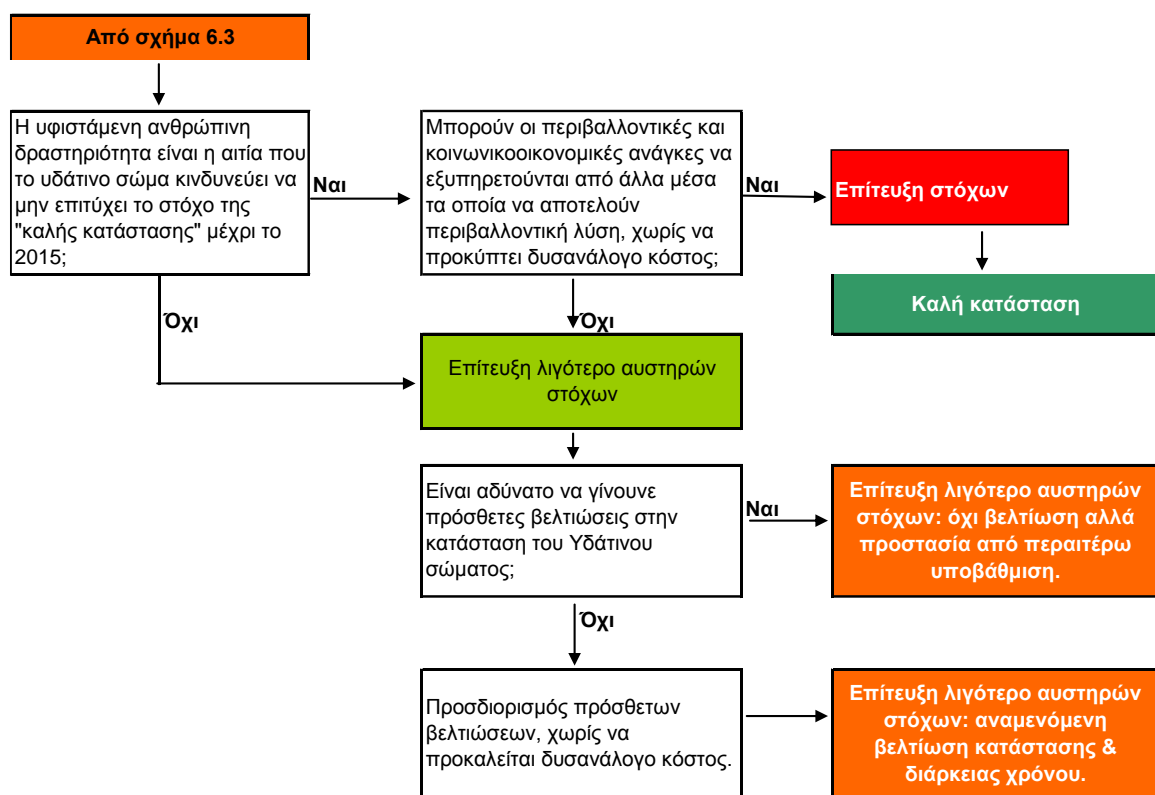 Από σχήμα 6.3
Η υφιστάμενη ανθρώπινη
δραστηριότητα είναι η αιτία που
το υδάτινο σώμα κινδυνεύει να
μην επιτύχει το στόχο της
"καλής κατάστασης" μέχρι το
2015;
Ναι
Μπορούν οι περιβαλλοντικές και
κοινωνικοοικονομικές ανάγκες να
εξυπηρετούνται από άλλα μέσα
τα οποία να αποτελούν
περιβαλλοντική λύση, χωρίς να
προκύπτει δυσανάλογο κόστος;
Ναι
Επίτευξη στόχων
Καλή κατάσταση
Όχι
Όχι
Επίτευξη λιγότερο αυστηρών
στόχων
Είναι αδύνατο να γίνουνε
πρόσθετες βελτιώσεις στην
κατάσταση του Υδάτινου
σώματος;
Ναι
Επίτευξη λιγότερο αυστηρών
στόχων: όχι βελτίωση αλλά
προστασία από περαιτέρω
υποβάθμιση.
Όχι
Προσδιορισμός πρόσθετων
βελτιώσεων, χωρίς να
προκαλείται δυσανάλογο κόστος.
Επίτευξη λιγότερο αυστηρών
στόχων: αναμενόμενη
βελτίωση κατάστασης &
διάρκειας χρόνου.